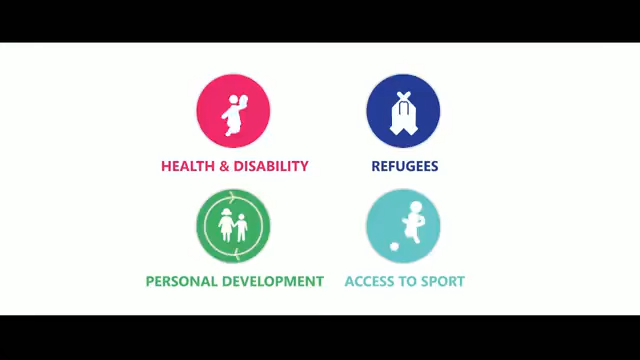 HEALTH & DISABILITY
REFUGEES
PERSONAL DEVELOPMENT
ACCESS TO SPORT